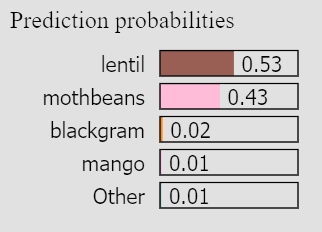 Prediction probabilities
lentil 0.53
mothbeans 0.43
blackgram 0.02
mango 0.01
Other 0.01